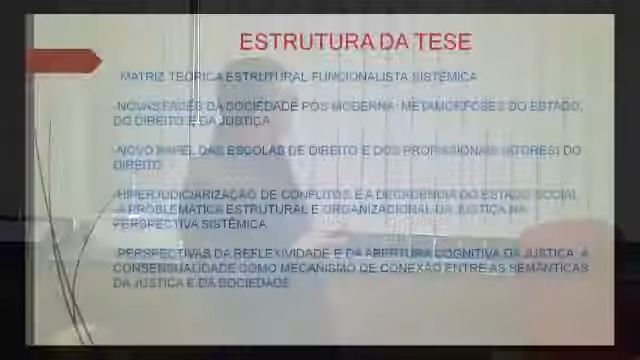 ESTRUTURA DA TESE
MATRIZ TEÓRICA ESTRUTURAL FUNCIONALISTA SISTÊMICA
-NOVAS FASES DA SOCIEDADE PÓS MODERNA: METAMORFOSES DO ESTADO,
DO DIREITO E DA JUSTIÇA
-NOVO PAPEL DAS ESCOLAS DE DIREITO E DOS PROFISSIONAIS (ATORES) DO
DIREITO
-HIPERJUDICIARIZAÇÃO DE CONFLITOS E A DECADÊNCIA DO ESTADO SOCIAL
-A PROBLEMÁTICA ESTRUTURAL E ORGANIZACIONAL DA JUSTIÇA NA
PERSPECTIVA SISTÊMICA
-PERSPECTIVAS DA REFLEXIVIDADE E DA ABERTURA COGNITIVA DA JUSTIÇA: A
CONSENSUALIDADE COMO MECANISMO DE CONEXÃO ENTRE AS SEMÂNTICAS
DA JUSTIÇA E DA SOCIEDADE